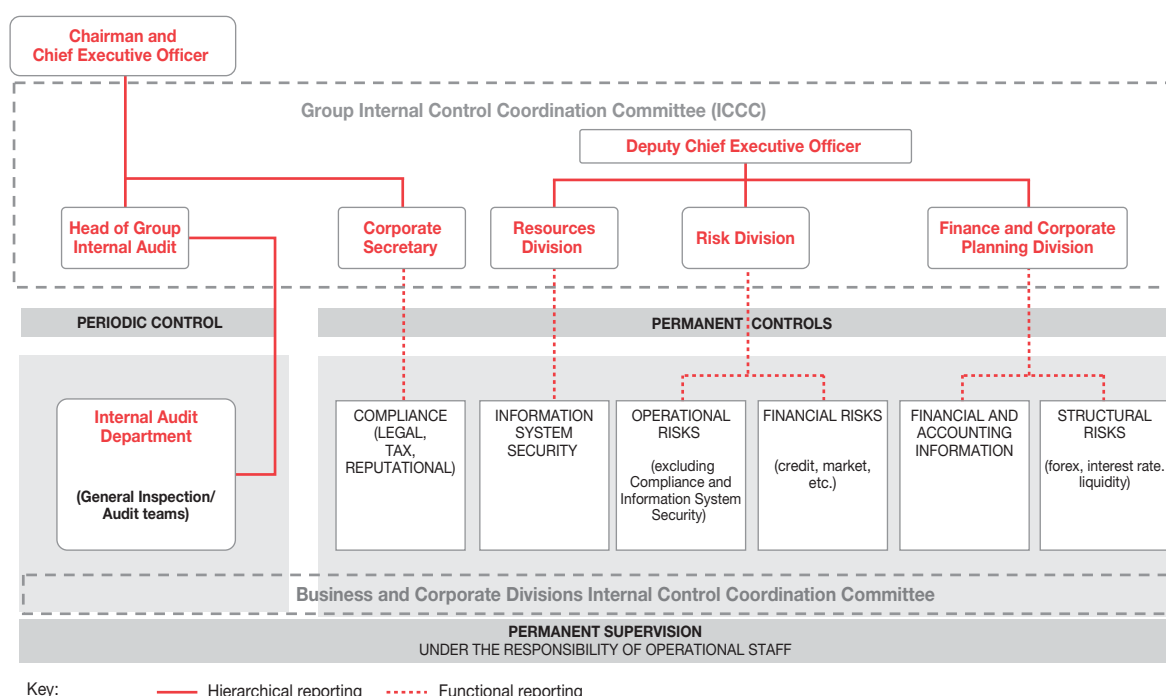 Chairman and
Chief Executive Officer
Group Internal Control Coordination Committee (ICCC)
Deputy Chief Executive Officer
Head of Group
Internal Audit
Corporate
Secretary
Resources
Division
Risk Division
Finance and Corporate
Planning Division
PERIODIC CONTROL
PERMANENT CONTROLS
Internal Audit
Department
(General Inspection/
Audit teams)
COMPLIANCE
(LEGAL,
TAX,
REPUTATIONAL)
INFORMATION
SYSTEM
SECURITY
OPERATIONAL
RISKS
(excluding
Compliance and
Information System
Security)
FINANCIAL RISKS
(credit, market,
etc.)
FINANCIAL AND
ACCOUNTING
INFORMATION
STRUCTURAL
RISKS
(forex, interest rate.
liquidity)
Business and Corporate Divisions Internal Control Coordination Committee
PERMANENT SUPERVISION
UNDER THE RESPONSIBILITY OF OPERATIONAL STAFF
Key:
Hierarchical reporting
Functional reporting